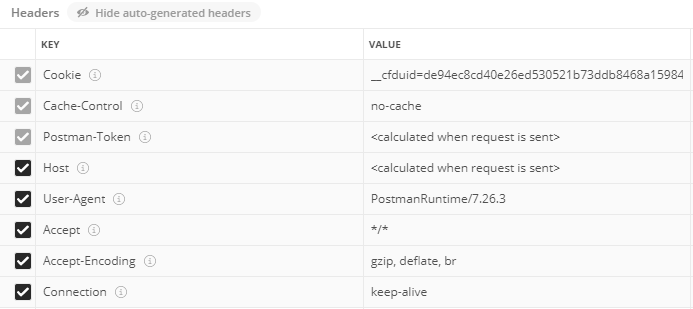 Headers Hide auto-generated headers
KEY VALUE
Cookie __cfduid=de94ec8cd40e26ed530521b73ddb8468a15984
Cache-Control no-cache
Postman-Token <calculated when request is sent>
Host <calculated when request is sent>
User-Agent PostmanRuntime/7.26.3
Accept */*
Accept-Encoding gzip, deflate, br
Connection keep-alive